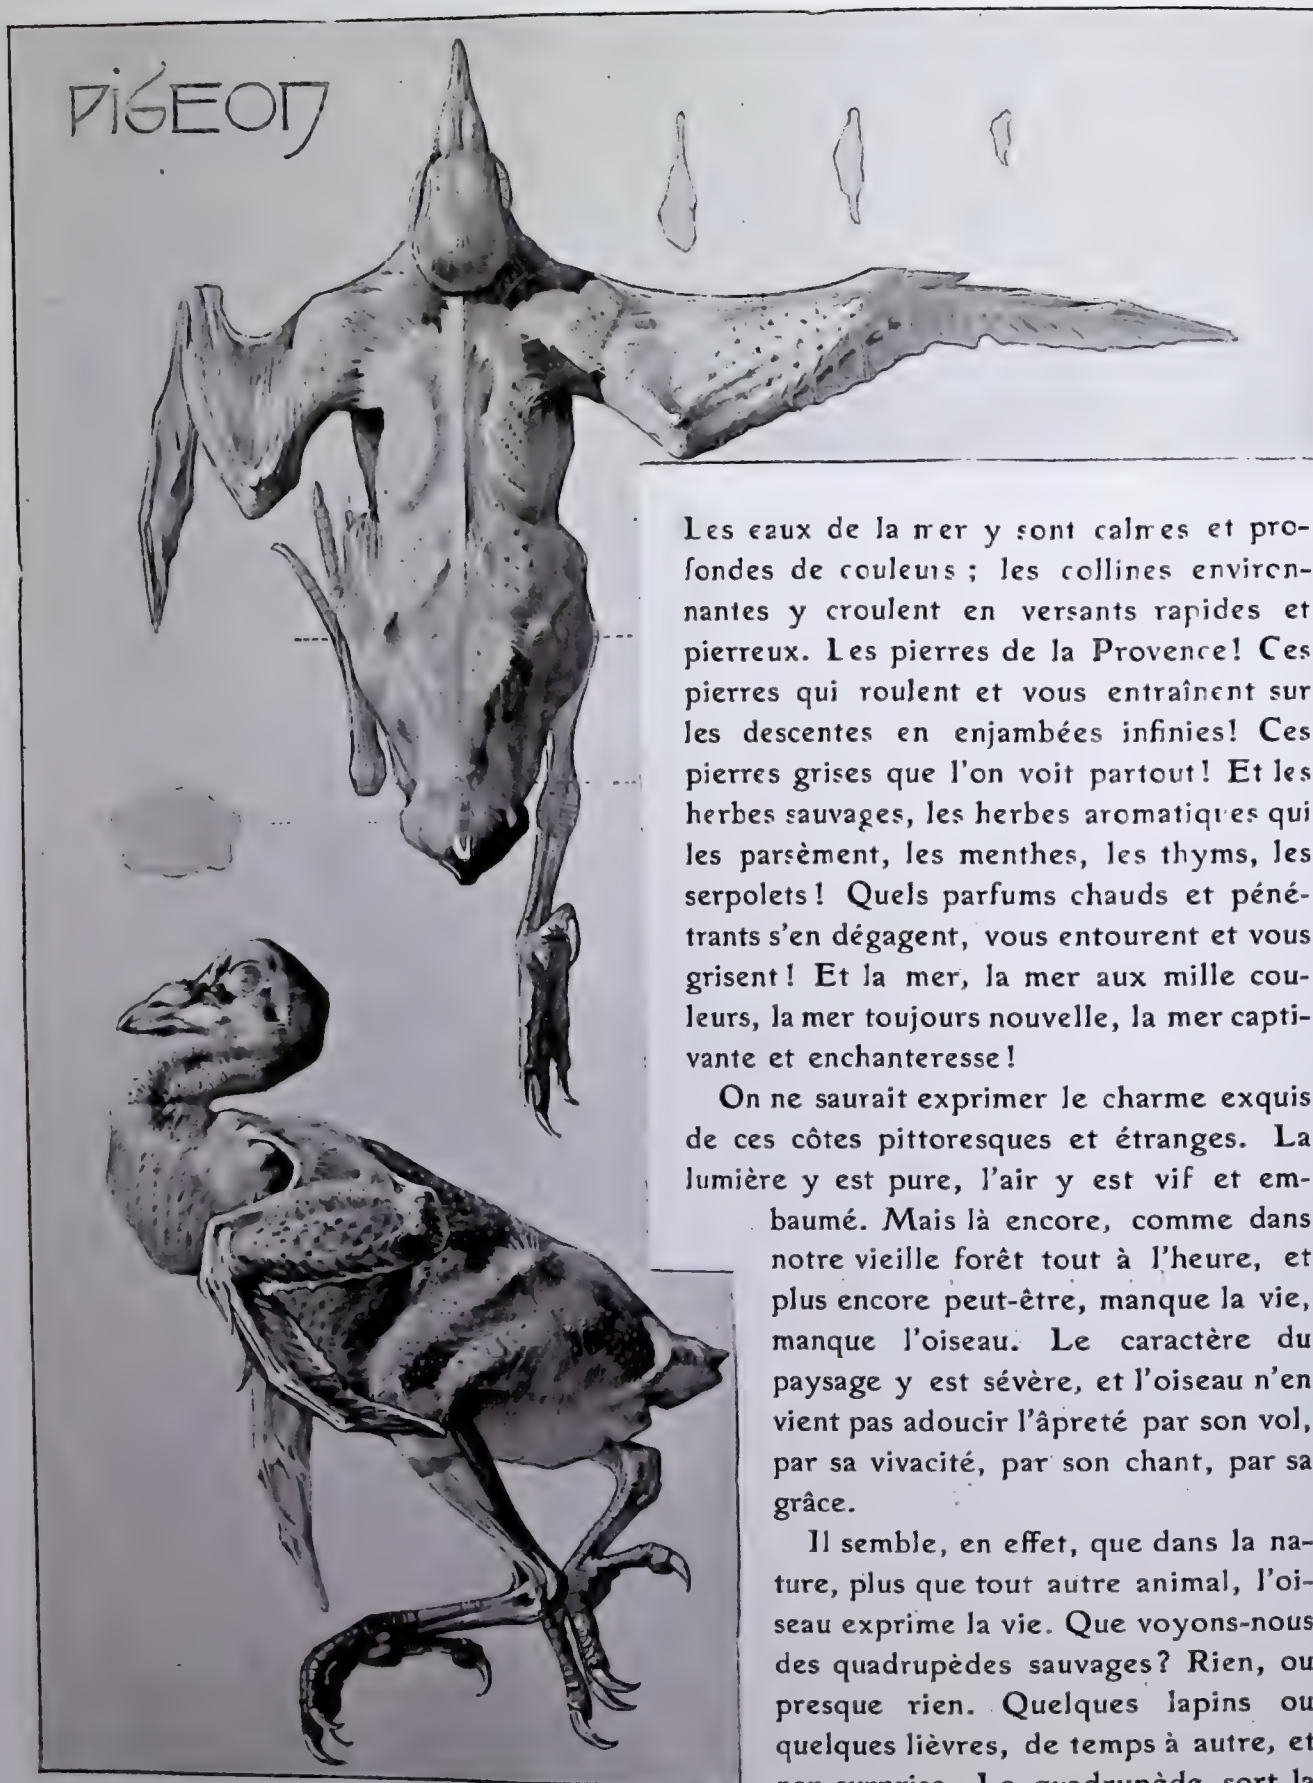 PIGEON
Les eaux de la mer y sont calmes et pro-
fondes de couleurs ; les collines environ-
nantes y croulent en versants rapides et
pierreux. Les pierres de la Provence! Ces
pierres qui roulent et vous entraînent sur
les descentes en enjambées infinies! Ces
pierres grises que l'on voit partout! Et les
herbes sauvages, les herbes aromatiques qui
les parsèment, les menthes, les thyms, les
serpolets! Quels parfums chauds et péné-
trants s'en dégagent, vous entourent et vous
grisent! Et la mer, la mer aux mille cou-
leurs, la mer toujours nouvelle, la mer capti-
vante et enchanteresse!
On ne saurait exprimer le charme exquis
de ces côtes pittoresques et étranges. La
lumière y est pure, l'air y est vif et em-
baumé. Mais là encore, comme dans
notre vieille forêt tout à l'heure, et
plus encore peut-être, manque la vie,
manque l'oiseau. Le caractère du
paysage y est sévère, et l'oiseau n'en
vient pas adoucir l'âpreté par son vol,
par sa vivacité, par son chant, par sa
grâce.
Il semble, en effet, que dans la na-
ture, plus que tout autre animal, l'oi-
seau exprime la vie. Que voyons-nous
des quadrupèdes sauvages? Rien, ou
presque rien. Quelques lapins ou
quelques lièvres, de temps à autre, et
par surprise. Le quadrupède sort la